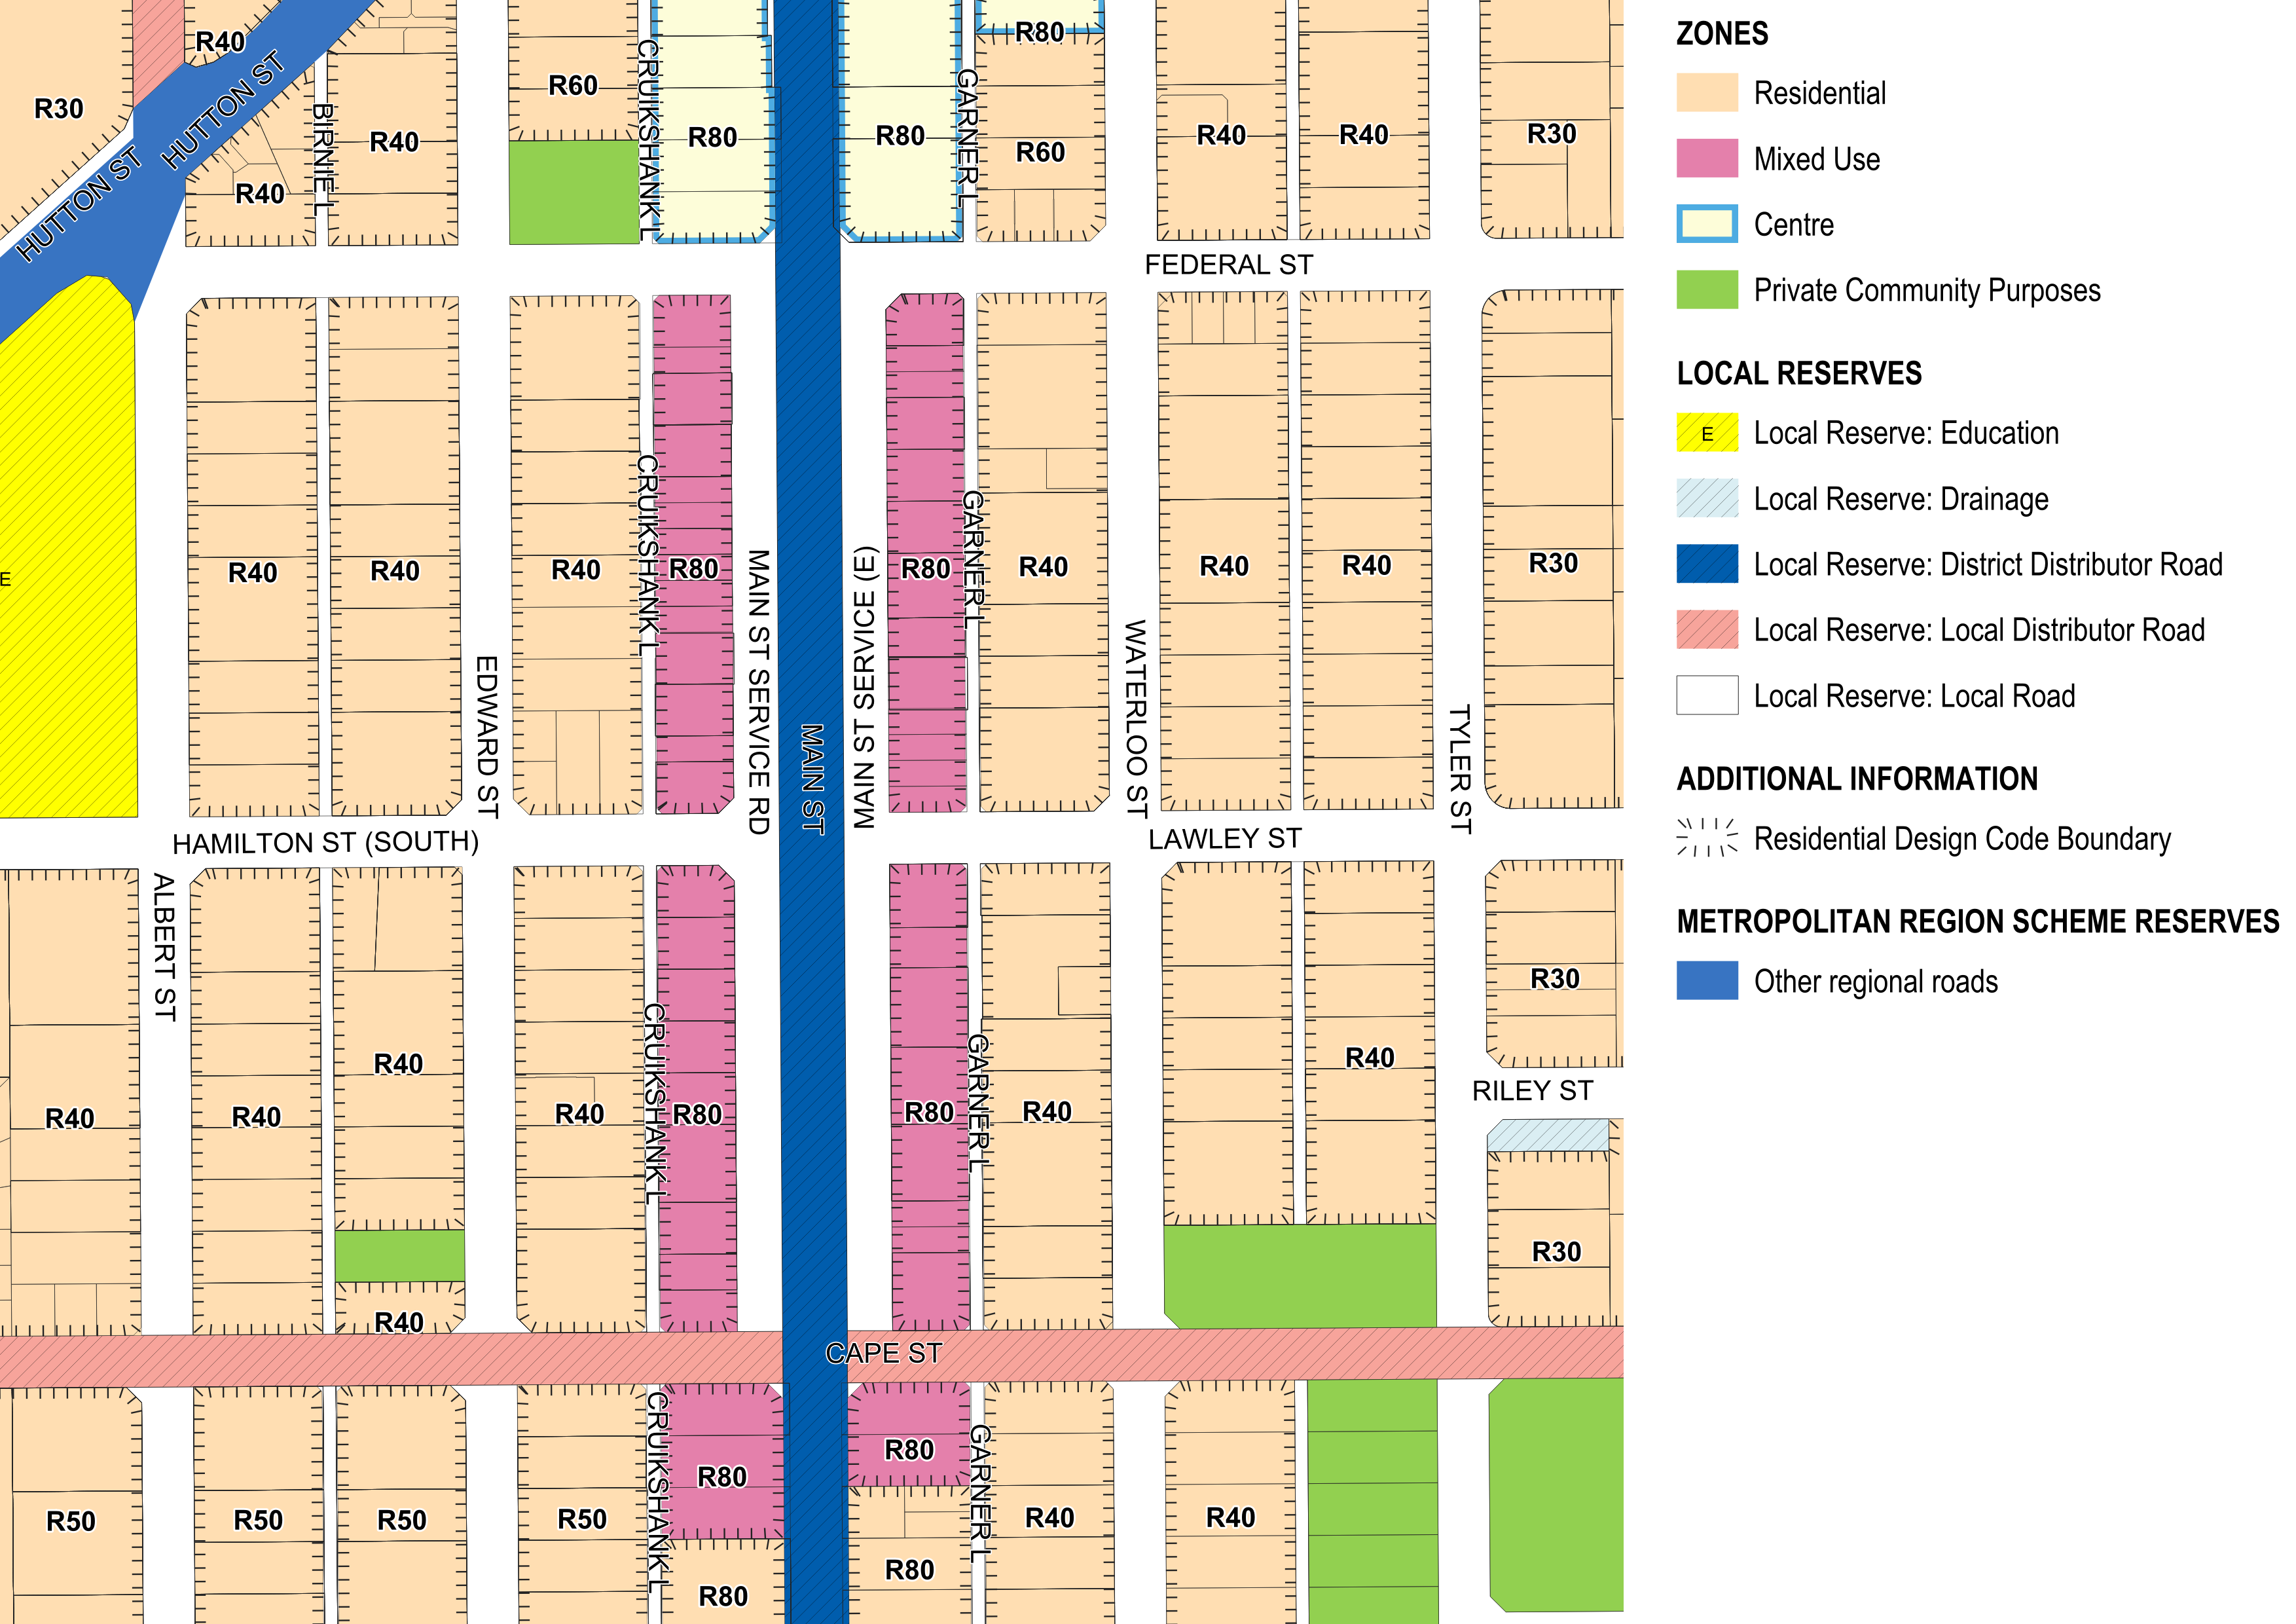 R40
R80
R30
R60
R40
R80
R80
R60
R40
R40
R30
R40
HUTTON ST
HUTTON ST
BIRNIE L
CRUIKSHANK L
GARNER L
FEDERAL ST
E
R40
R40
R40
R80
R80
R40
R40
R40
R30
CRUIKSHANK L
GARNER L
EDWARD ST
MAIN ST SERVICE RD
MAIN ST
MAIN ST SERVICE (E)
WATERLOO ST
TYLER ST
HAMILTON ST (SOUTH)
LAWLEY ST
ALBERT ST
R30
R40
R40
RILEY ST
R40
R40
R40
R80
R80
R40
CRUIKSHANK L
GARNER L
R30
R40
CAPE ST
CRUIKSHANK L
GARNER L
R80
R80
R50
R50
R50
R50
R40
R40
R80
R80
ZONES
Residential
Mixed Use
Centre
Private Community Purposes
LOCAL RESERVES
E
Local Reserve: Education
Local Reserve: Drainage
Local Reserve: District Distributor Road
Local Reserve: Local Distributor Road
Local Reserve: Local Road
ADDITIONAL INFORMATION
Residential Design Code Boundary
METROPOLITAN REGION SCHEME RESERVES
Other regional roads